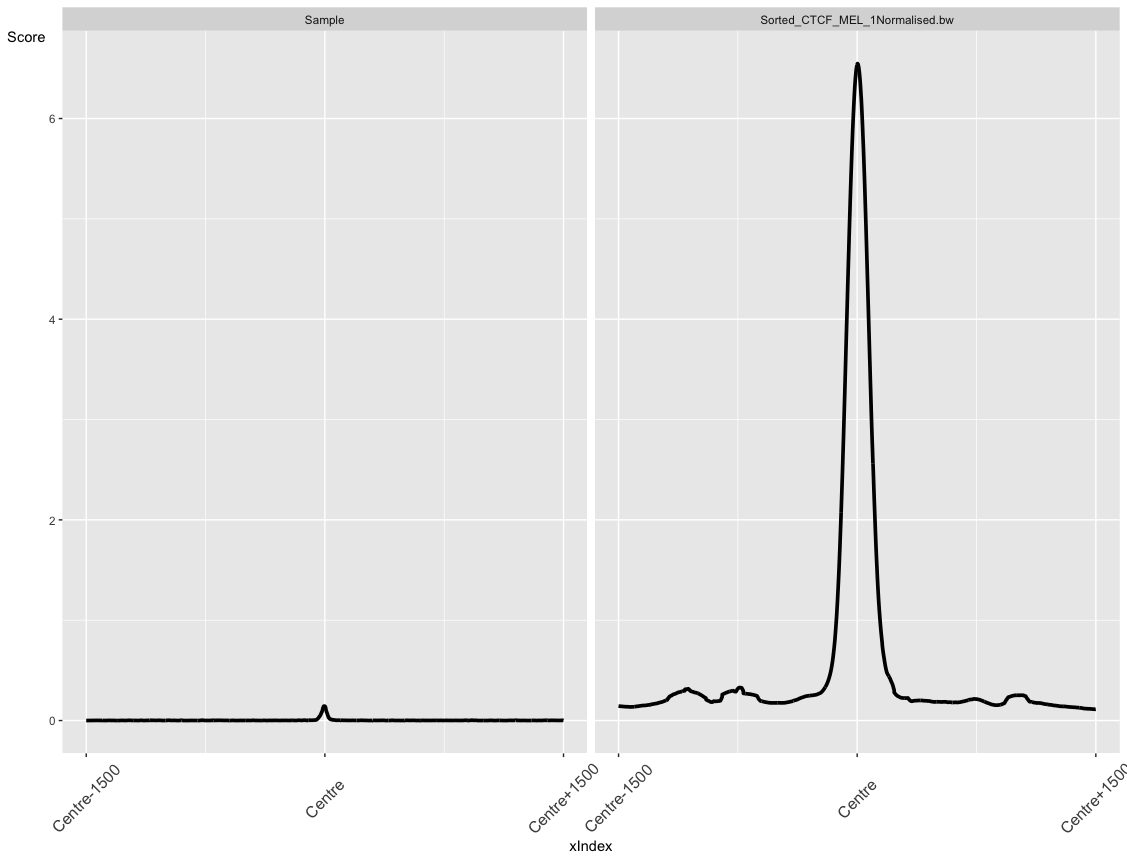 Sample
Sorted_CTCF_MEL_1Normalised.bw
Score
6
4
2
0
Centre-1500
Centre
Centre+1500
Centre-1500
Centre
Centre+1500
xIndex